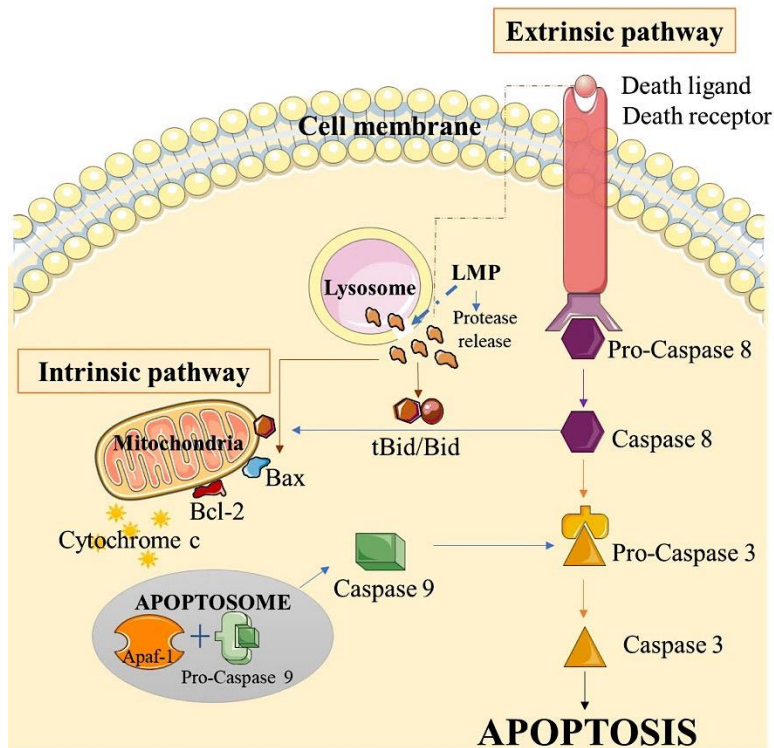 Extrinsic pathway
Death ligand
Death receptor
Cell membrane
Lysosome
LMP
Protease
release
Pro-Caspase 8
Intrinsic pathway
Mitochondria
tBid/Bid
Caspase 8
Bax
Bcl-2
Cytochrome c
Pro-Caspase 3
Caspase 9
APOPTOSOME
Apaf-1
+
Pro-Caspase 9
Caspase 3
APOPTOSIS